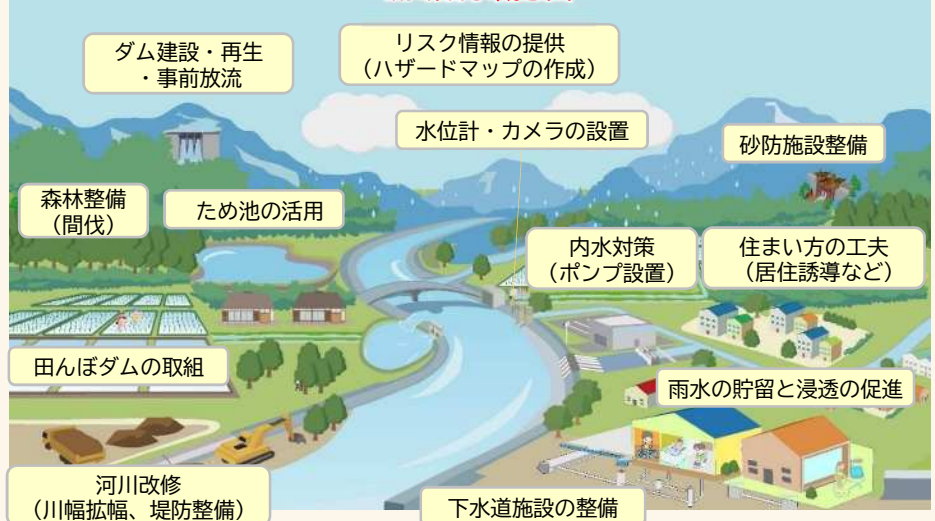 ダム建設・再生
・事前放流
リスク情報の提供
（ハザードマップの作成）
水位計・カメラの設置
砂防施設整備
森林整備
（間伐）
ため池の活用
内水対策
（ポンプ設置）
住まい方の工夫
（居住誘導など）
田んぼダムの取組
雨水の貯留と浸透の促進
河川改修
（川幅拡幅、堤防整備）
下水道施設の整備